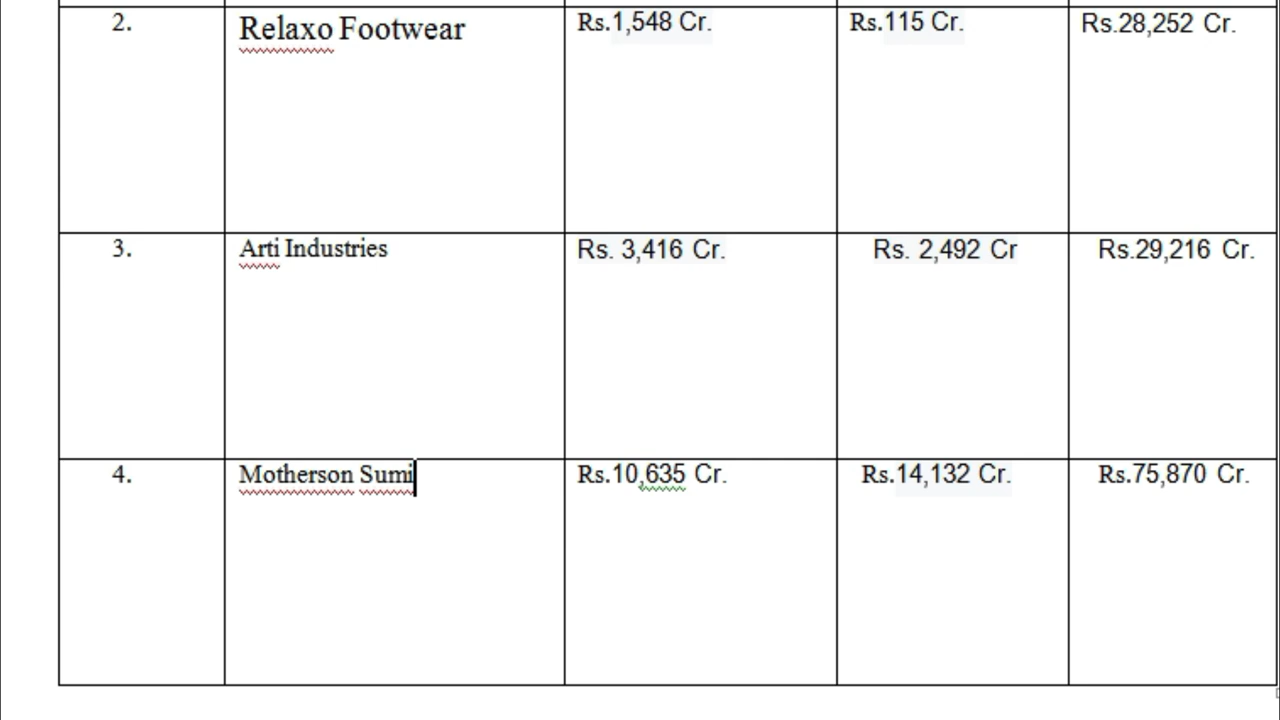 2. Relaxo Footwear Rs.1,548 Cr. Rs.115 Cr. Rs.28,252 Cr.
3. Arti Industries Rs. 3,416 Cr. Rs. 2,492 Cr Rs.29,216 Cr.
4. Motherson Sumi Rs.10,635 Cr. Rs.14,132 Cr. Rs.75,870 Cr.